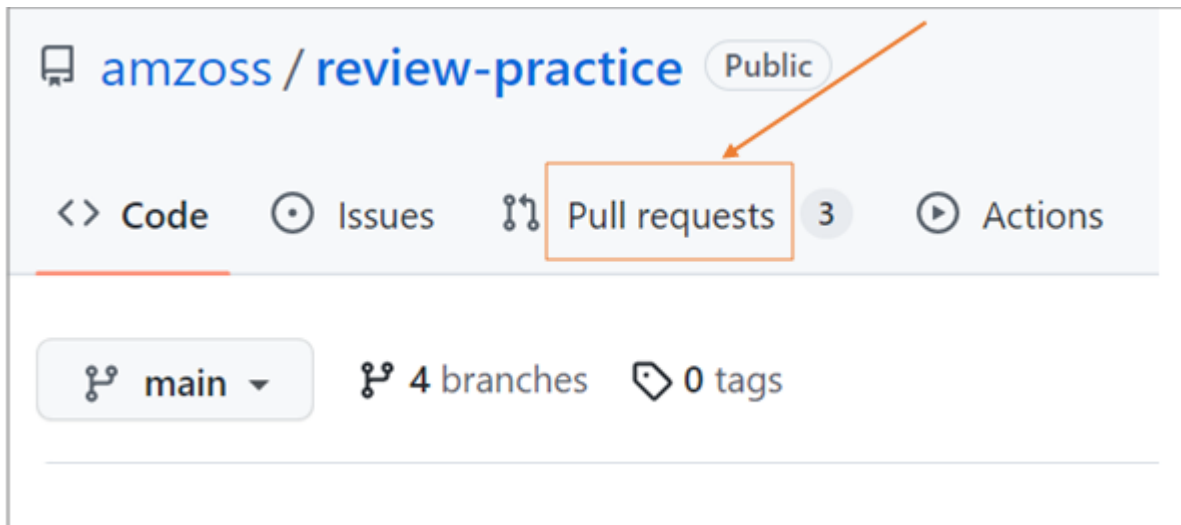 amzoss / review-practice Public
<> Code Issues Pull requests 3 Actions
main 4 branches 0 tags